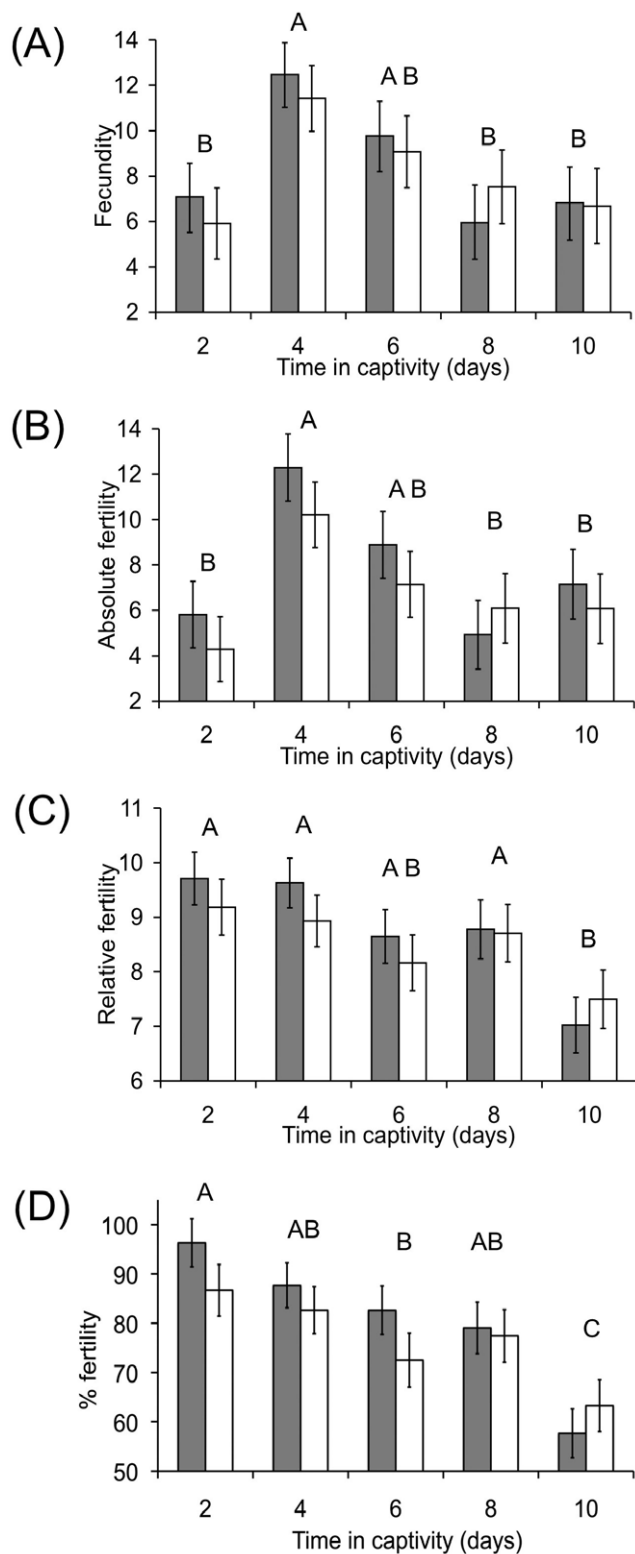 (A)
Fecundity
14
12
10
8
6
4
2
A
B
A B
B
B
2 4 6 8 10
Time in captivity (days)
(B)
Absolute fertility
14
12
10
8
6
4
2
A
B
A B
B
B
2 4 6 8 10
Time in captivity (days)
(C)
Relative fertility
11
10
9
8
7
6
A
A
A B
A
B
2 4 6 8 10
Time in captivity (days)
(D)
% fertility
100
90
80
70
60
50
A
AB
B
AB
C
2 4 6 8 10
Time in captivity (days)